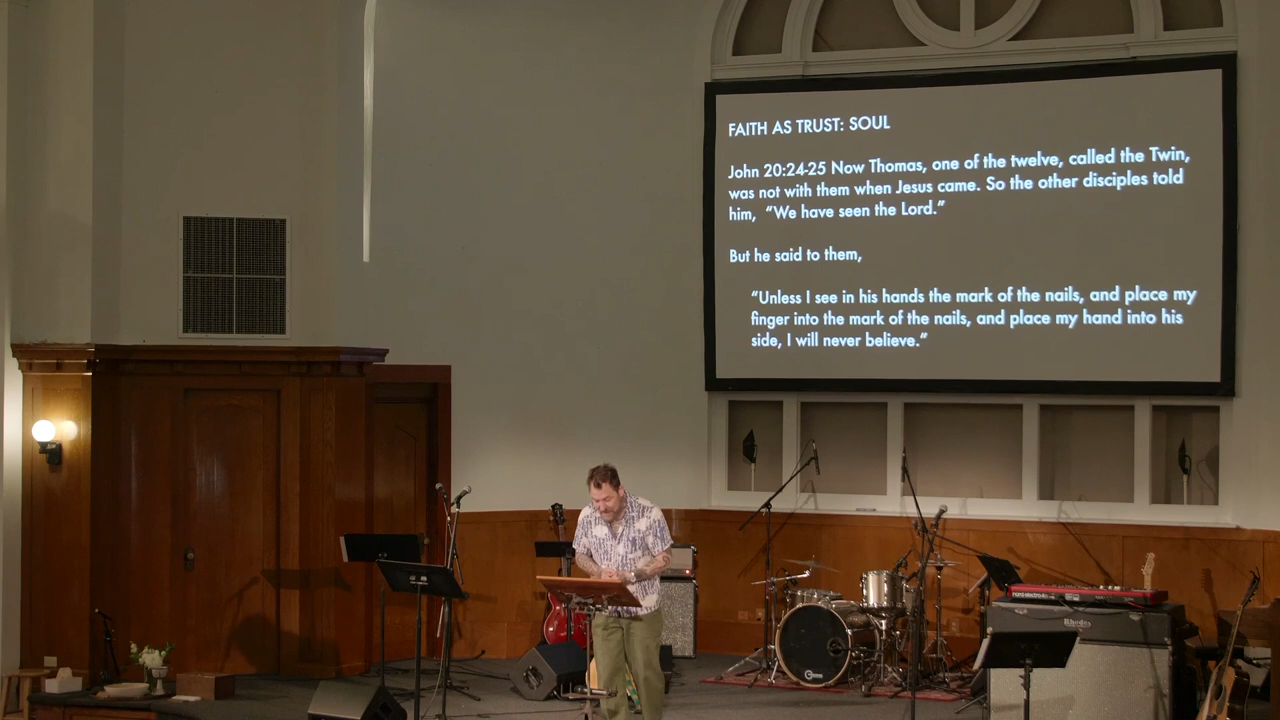 FAITH AS TRUST: SOUL
John 20:24-25 Now Thomas, one of the twelve, called the Twin,
was not with them when Jesus came. So the other disciples told
him, “We have seen the Lord.”
But he said to them,
“Unless I see in his hands the mark of the nails, and place my
finger into the mark of the nails, and place my hand into his
side, I will never believe.”
Rhodes